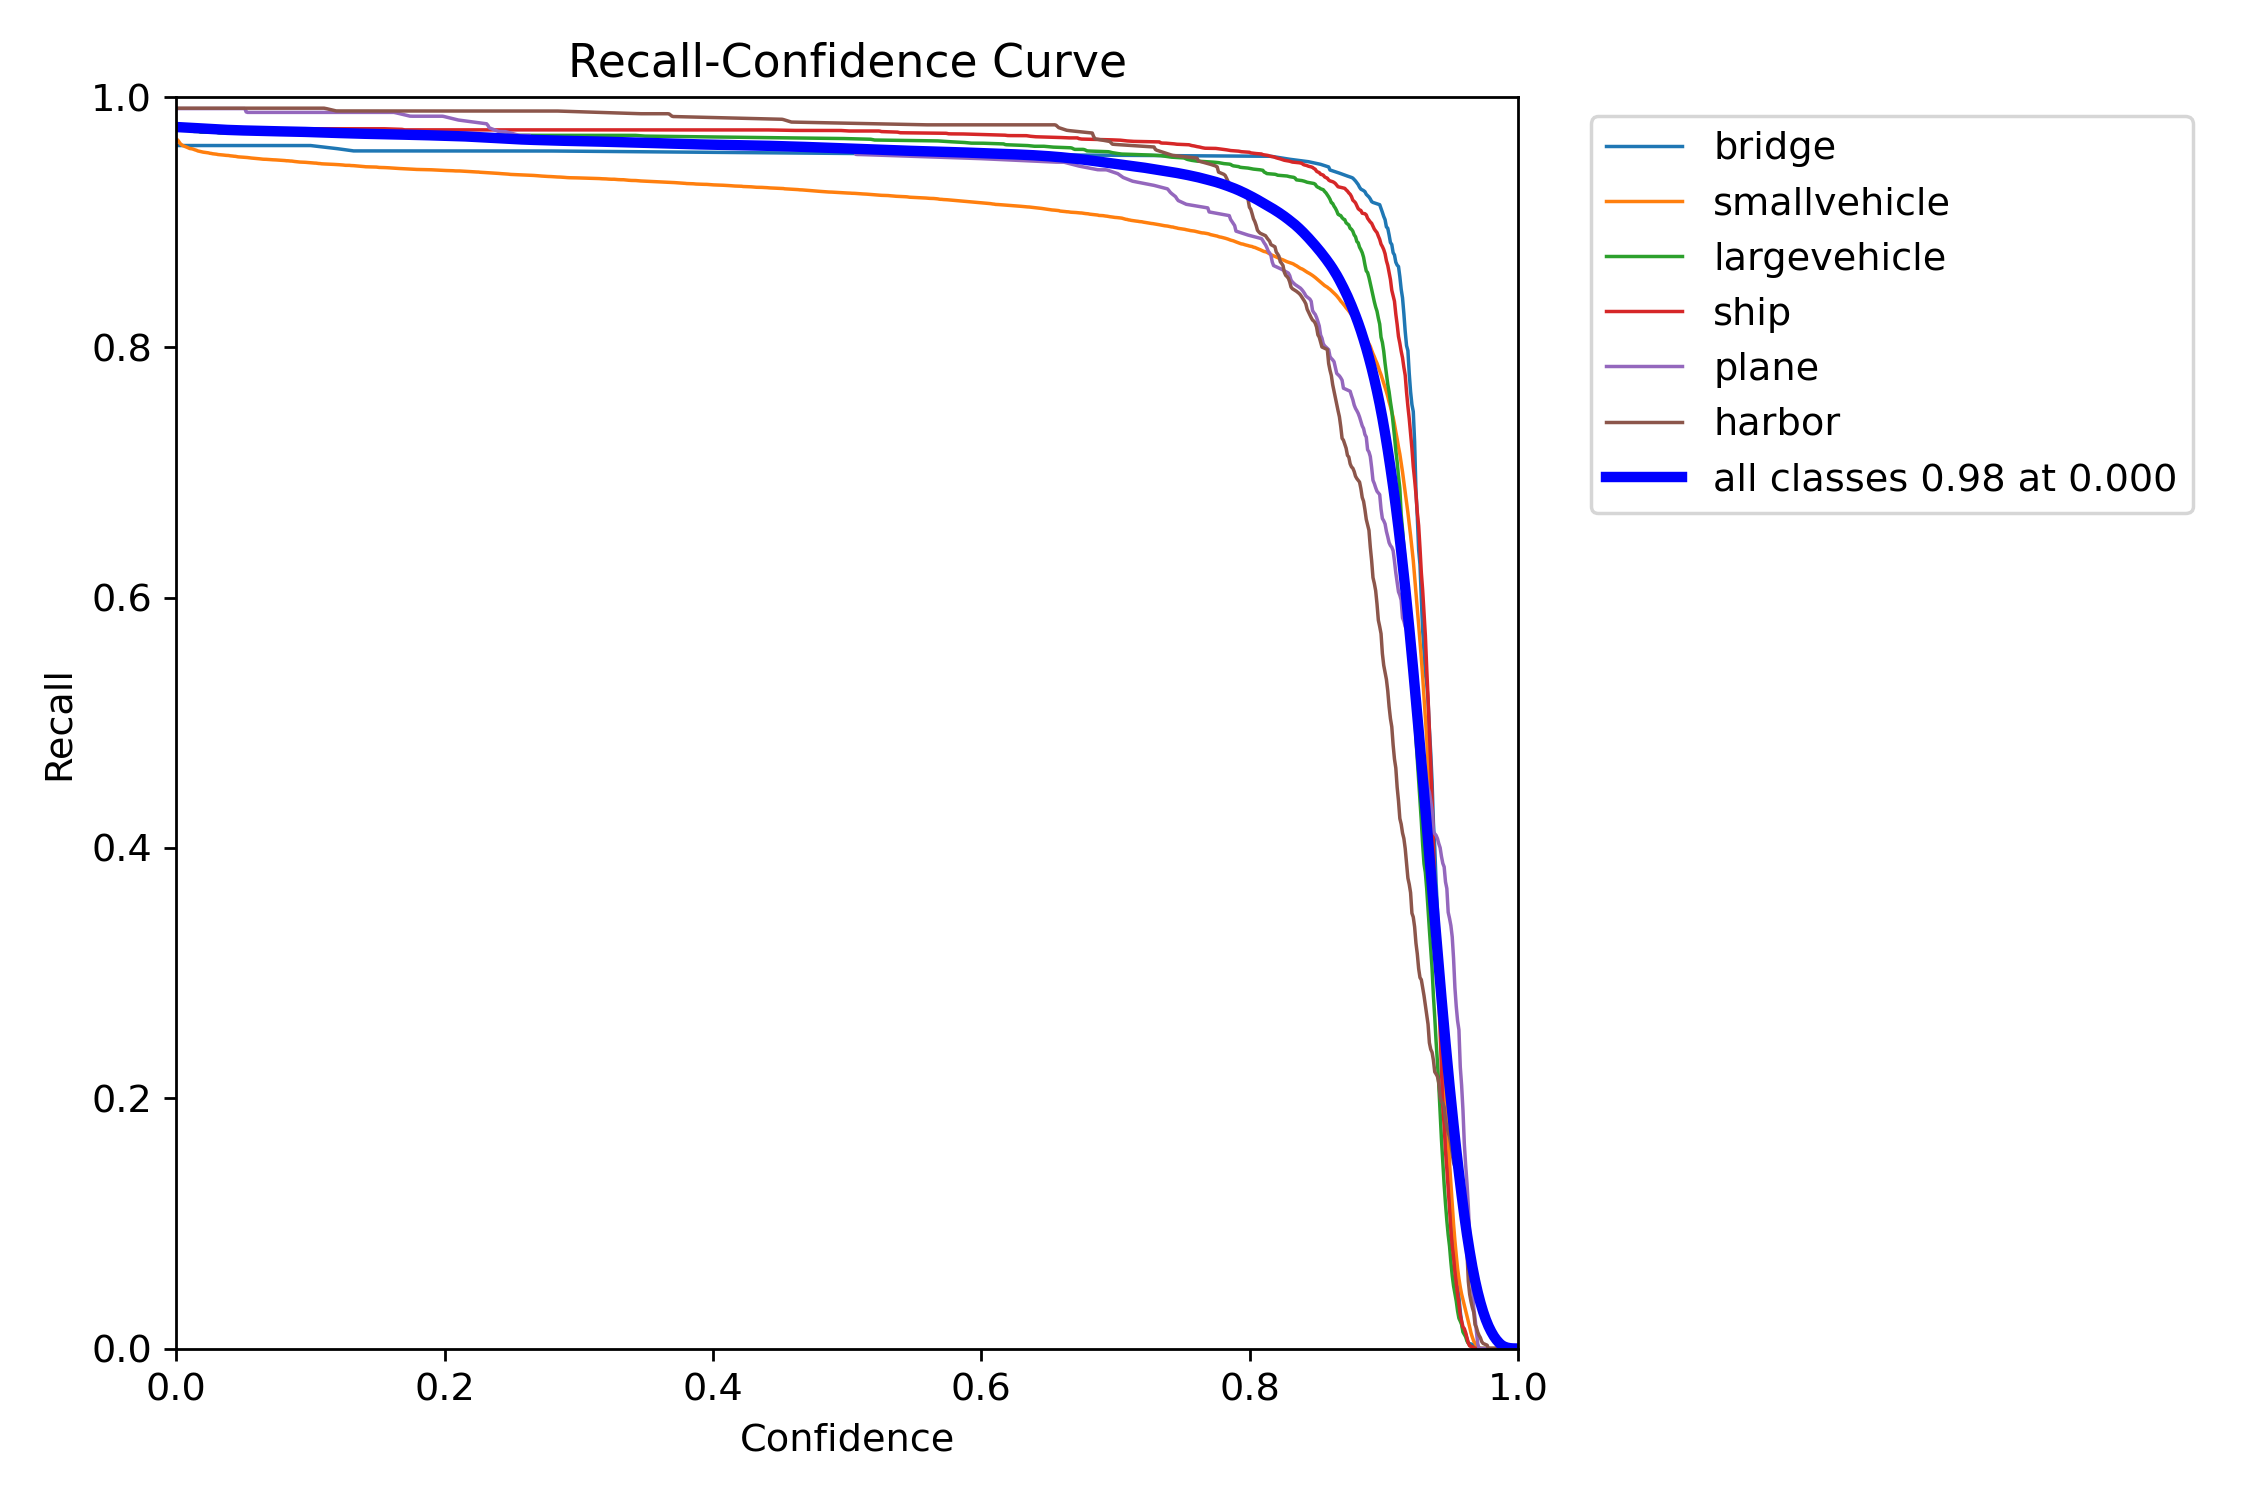 Recall-Confidence Curve
1.0
0.8
0.6
0.4
0.2
0.0
Recall
0.0 0.2 0.4 0.6 0.8 1.0
Confidence
bridge
smallvehicle
largevehicle
ship
plane
harbor
all classes 0.98 at 0.000